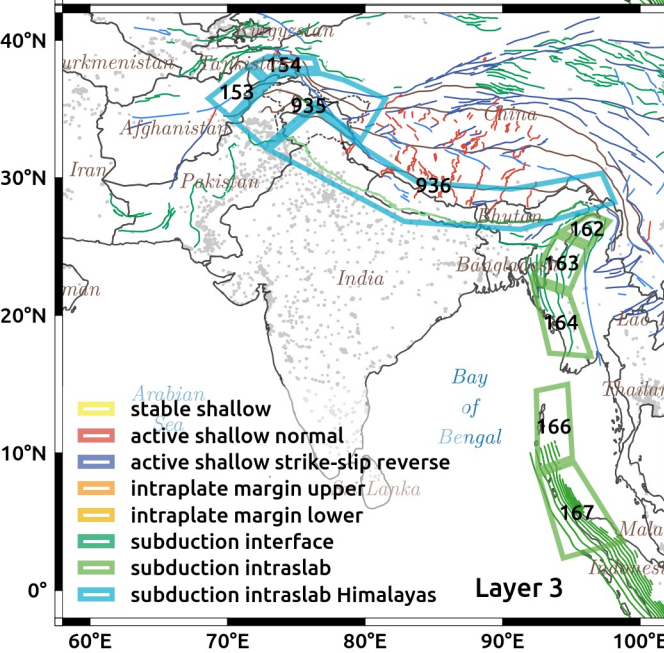 40°N
Kyrgyzstan
urkmenistan
154
153
935
China
Afghanistan
Iran
30°N
Pakistan
936
Bhutan
162
163
Bangladesh
India
man
20°N
164
Lao
Arabian
Sea
Bay
of
Bengal
Thailan
stable shallow
active shallow normal
166
10°N
active shallow strike-slip reverse
intraplate margin upper
Lanka
intraplate margin lower
167
Mala
subduction interface
subduction intraslab
Indones
0°
subduction intraslab Himalayas
Layer 3
60°E
70°E
80°E
90°E
100°E